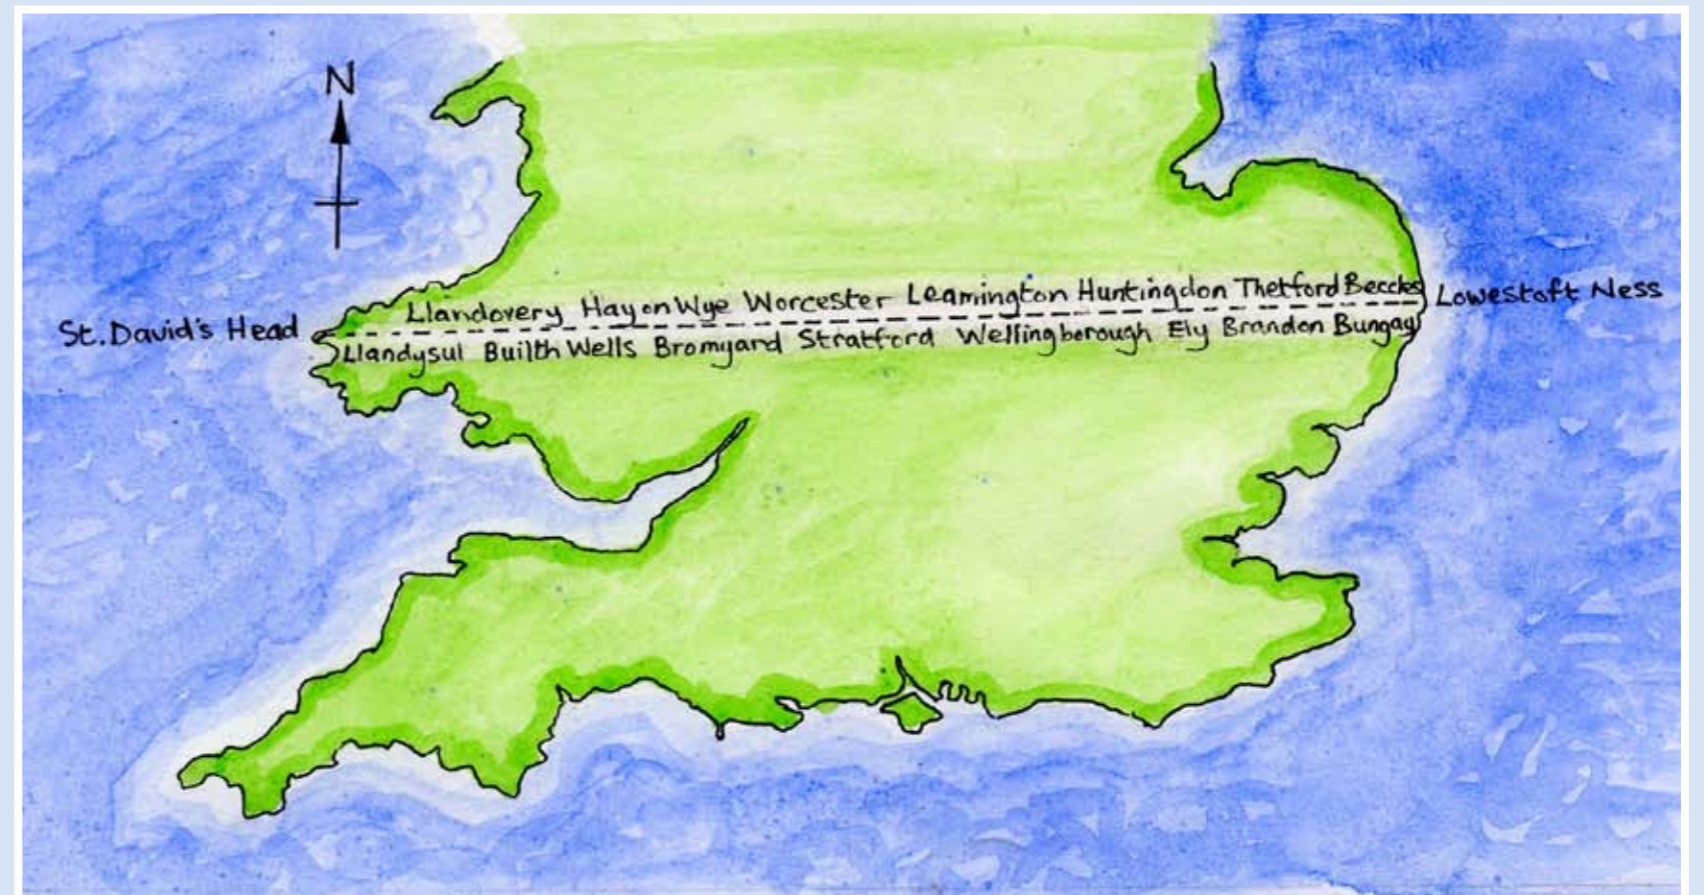 N
Llandovery Hay on Wye Worcester Leamington Huntingdon Thetford Beccles
St. David's Head
Lowestoft Ness
Llandysul Builth Wells Bromyard Stratford Wellingborough Ely Brandon Bungay